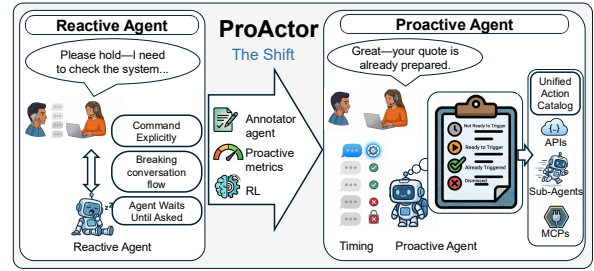 Reactive Agent
Please hold—I need
to check the system...
Command
Explicitly
Breaking
conversation
flow
Agent Waits
Until Asked
Reactive Agent
ProActor
The Shift
Annotator
agent
Proactive
metrics
RL
Proactive Agent
Great—your quote is
already prepared.
Not Ready to Trigger
Ready to Trigger
Already Triggered
Dismissed
Timing
Proactive Agent
Unified
Action
Catalog
{..}
APIs
Sub-Agents
MCPs